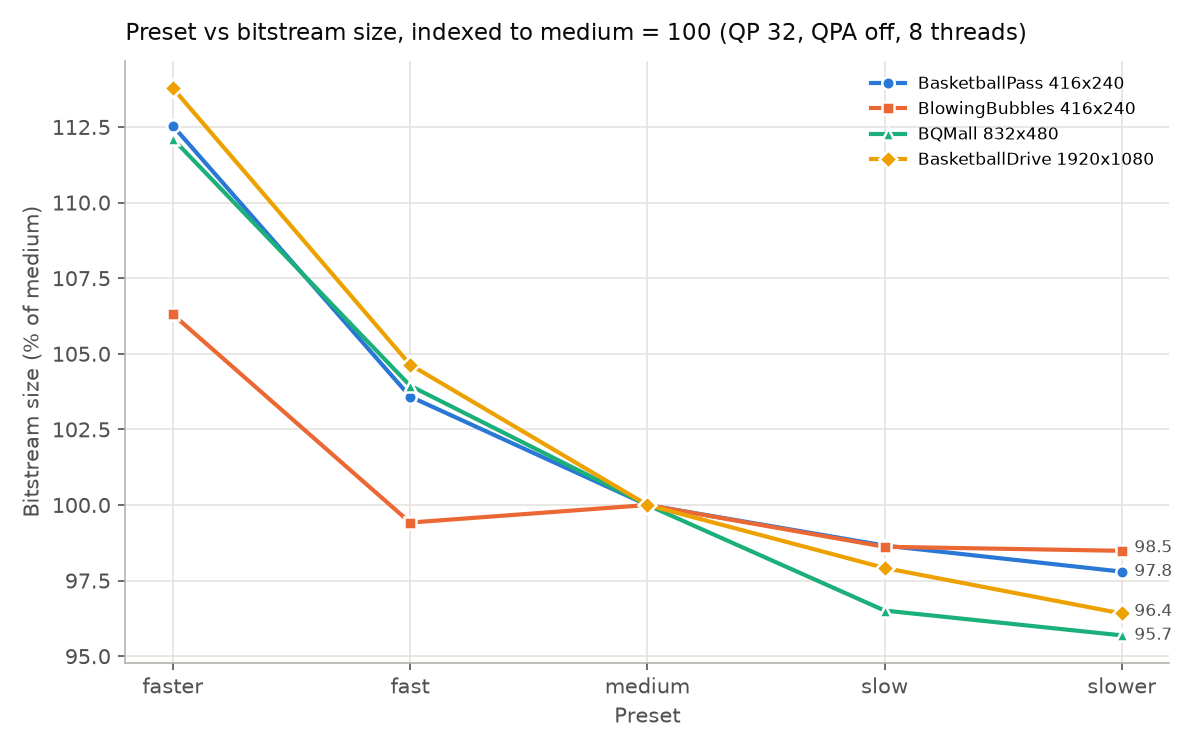 Preset vs bitstream size, indexed to medium = 100 (QP 32, QPA off, 8 threads)
BasketballPass 416x240
BlowingBubbles 416x240
BQMall 832x480
BasketballDrive 1920x1080
Bitstream size (% of medium)
112.5
110.0
107.5
105.0
102.5
100.0
97.5
95.0
98.5
97.8
96.4
95.7
faster fast medium slow slower
Preset